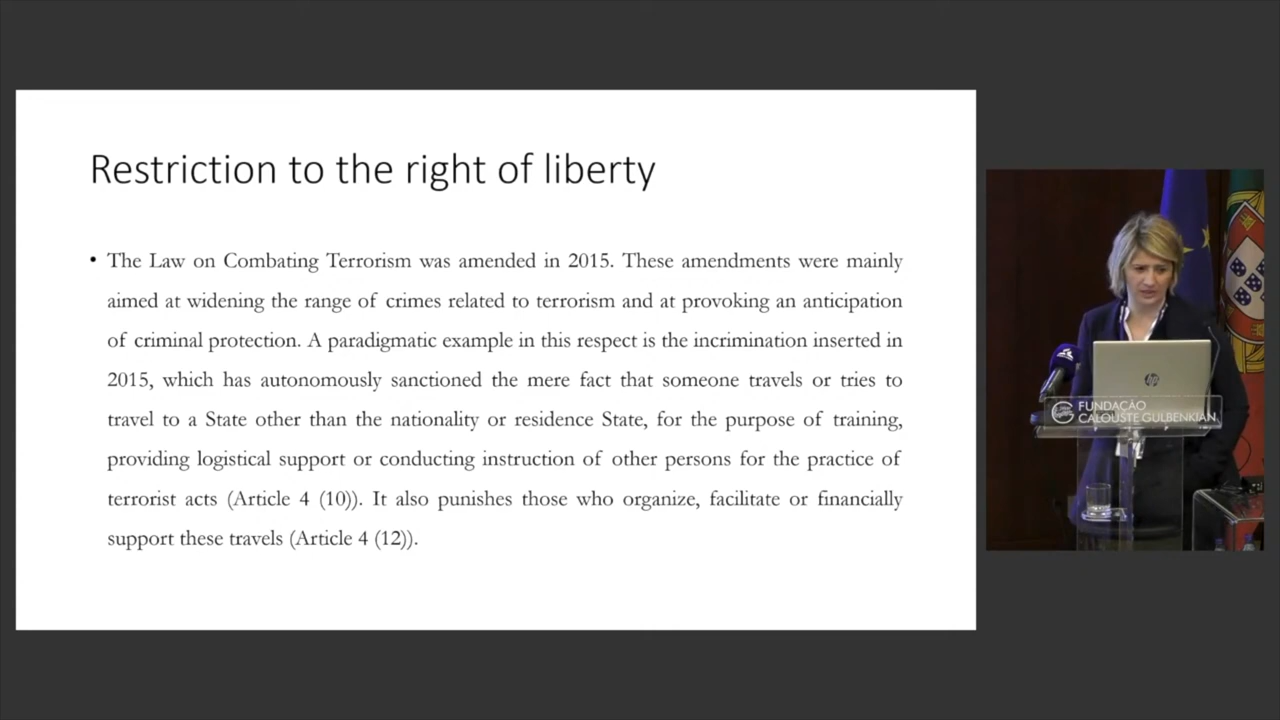 Restriction to the right of liberty
• The Law on Combating Terrorism was amended in 2015. These amendments were mainly
aimed at widening the range of crimes related to terrorism and at provoking an anticipation
of criminal protection. A paradigmatic example in this respect is the incrimination inserted in
2015, which has autonomously sanctioned the mere fact that someone travels or tries to
travel to a State other than the nationality or residence State, for the purpose of training,
providing logistical support or conducting instruction of other persons for the practice of
terrorist acts (Article 4 (10)). It also punishes those who organize, facilitate or financially
support these travels (Article 4 (12)).
hp
FUNDAÇÃO
CALOUSTE GULBENKIAN